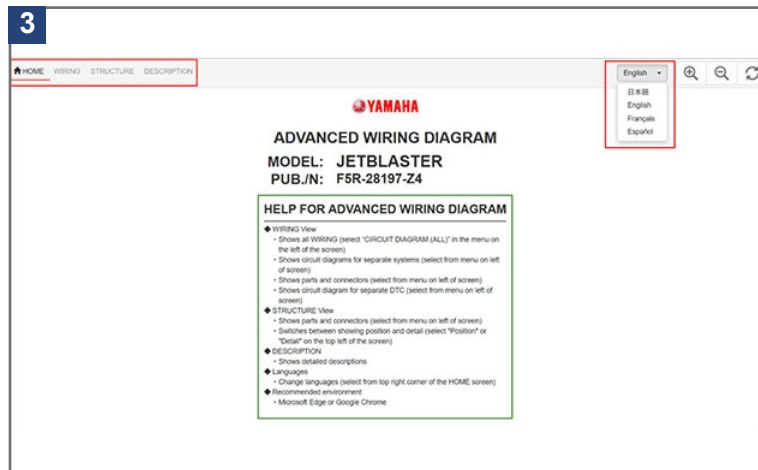 3
HOME WIRING STRUCTURE DESCRIPTION
English
日本語
English
Français
Español
YAMAHA
ADVANCED WIRING DIAGRAM
MODEL: JETBLASTER
PUB./N: F5R-28197-Z4
HELP FOR ADVANCED WIRING DIAGRAM
◆ WIRING View
・Shows all WIRING (select "CIRCUIT DIAGRAM (ALL)" in the menu on
the left of the screen)
・Shows circuit diagrams for separate systems (select from menu on left
of screen)
・Shows parts and connectors (select from menu on left of screen)
・Shows circuit diagram for separate DTC (select from menu on left of
screen)
◆ STRUCTURE View
・Shows parts and connectors (select from menu on left of screen)
・Switches between showing position and detail (select "Position" or
"Detail" on the top left of the screen)
◆ DESCRIPTION
・Shows detailed descriptions
◆ Languages
・Change languages (select from top right corner of the HOME screen)
◆ Recommended environment
・Microsoft Edge or Google Chrome